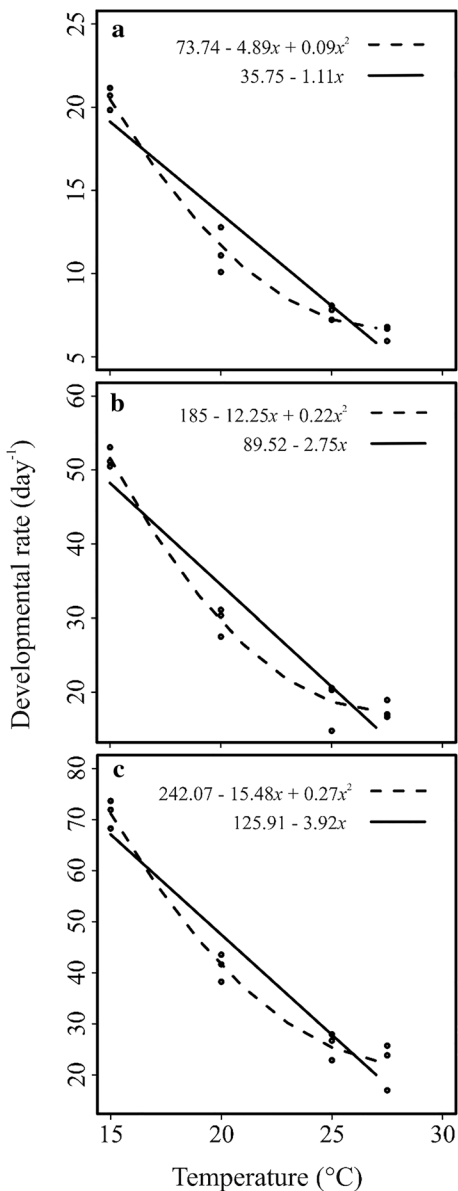 a
73.74 - 4.89x + 0.09x²
35.75 - 1.11x
25
20
15
10
5
b
185 - 12.25x + 0.22x²
89.52 - 2.75x
60
50
40
30
20
Developmental rate (day⁻¹)
c
242.07 - 15.48x + 0.27x²
125.91 - 3.92x
80
70
60
50
40
30
20
15 20 25 30
Temperature (°C)